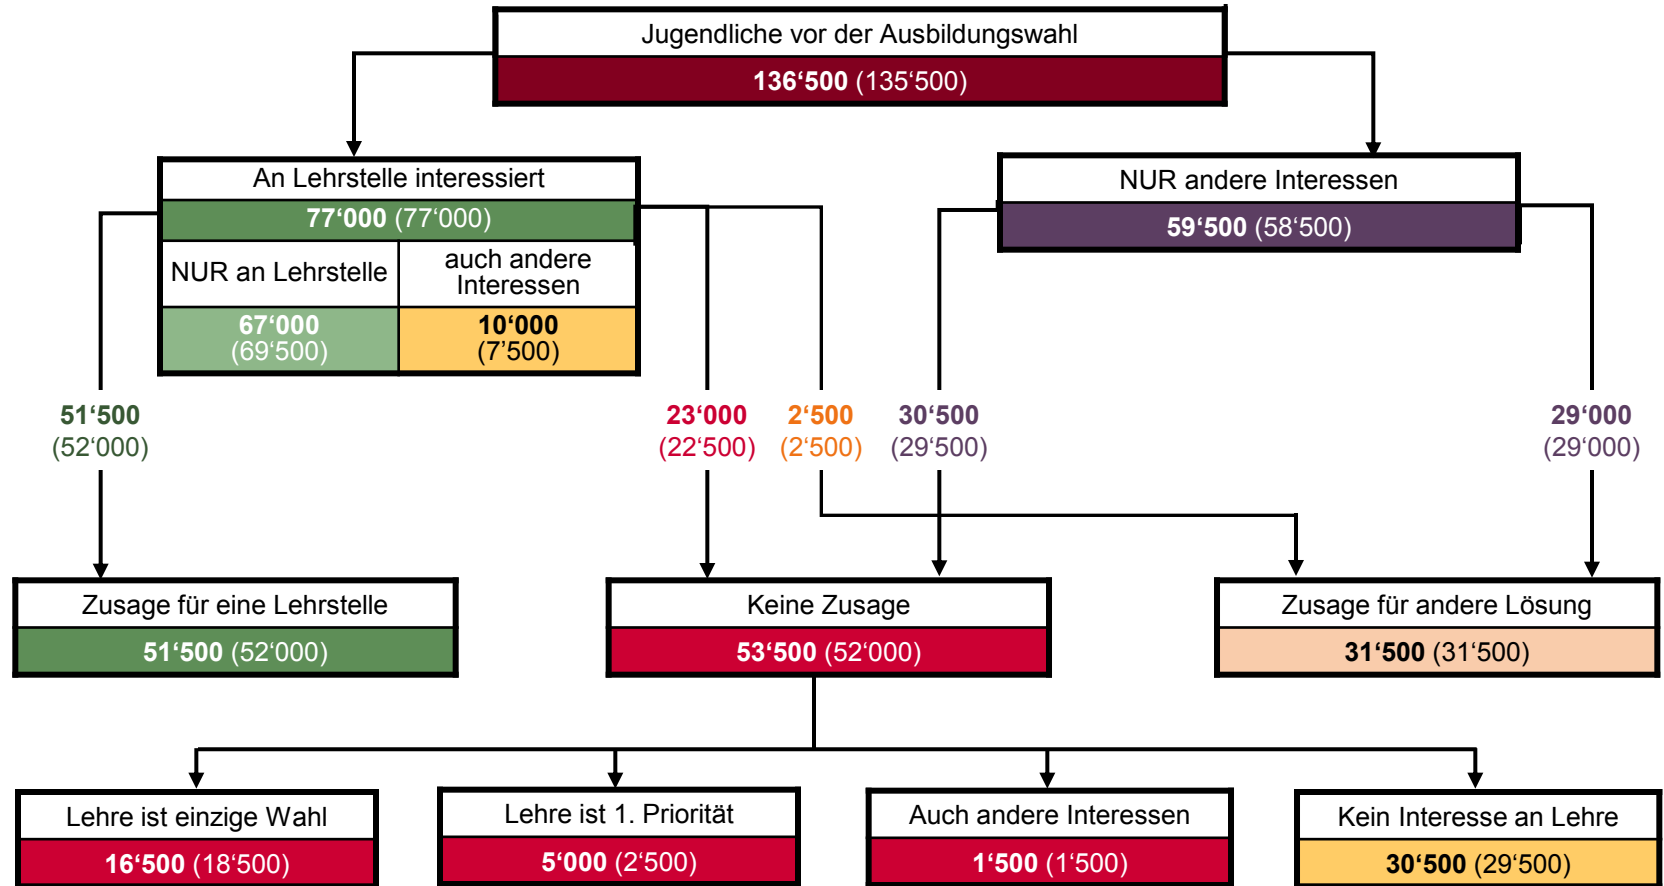 Jugendliche vor der Ausbildungswahl
136'500 (135'500)
An Lehrstelle interessiert
77'000 (77'000)
NUR an Lehrstelle
auch andere
Interessen
67'000
(69'500)
10'000
(7'500)
NUR andere Interessen
59'500 (58'500)
51'500
(52'000)
23'000
(22'500)
2'500
(2'500)
30'500
(29'500)
29'000
(29'000)
Zusage für eine Lehrstelle
51'500 (52'000)
Keine Zusage
53'500 (52'000)
Zusage für andere Lösung
31'500 (31'500)
Lehre ist einzige Wahl
16'500 (18'500)
Lehre ist 1. Priorität
5'000 (2'500)
Auch andere Interessen
1'500 (1'500)
Kein Interesse an Lehre
30'500 (29'500)